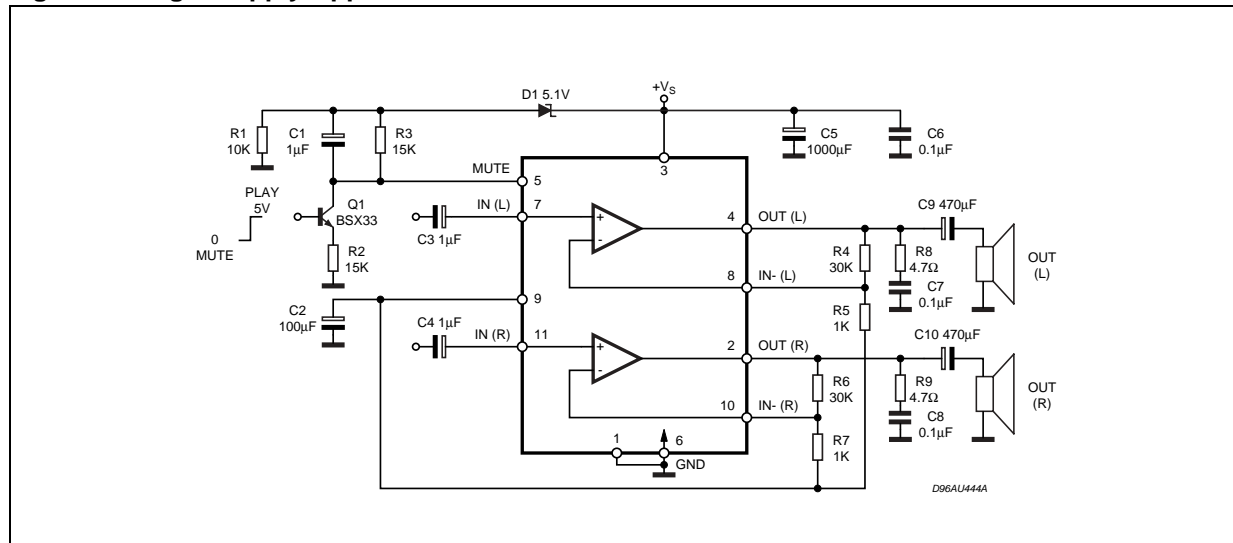 D1 5.1V
+VS
R1
10K
C1
1μF
R3
15K
C5
1000μF
C6
0.1μF
MUTE
5
3
PLAY
5V
0
MUTE
Q1
BSX33
IN (L)
7
C3 1μF
4
OUT (L)
C9 470μF
R2
15K
R4
30K
R8
4.7Ω
C7
0.1μF
OUT
(L)
+
-
8
IN- (L)
C2
100μF
9
R5
1K
C4 1μF
IN (R)
11
2
OUT (R)
C10 470μF
+
-
R6
30K
R9
4.7Ω
C8
0.1μF
OUT
(R)
10
IN- (R)
R7
1K
1
6
GND
D96AU444A